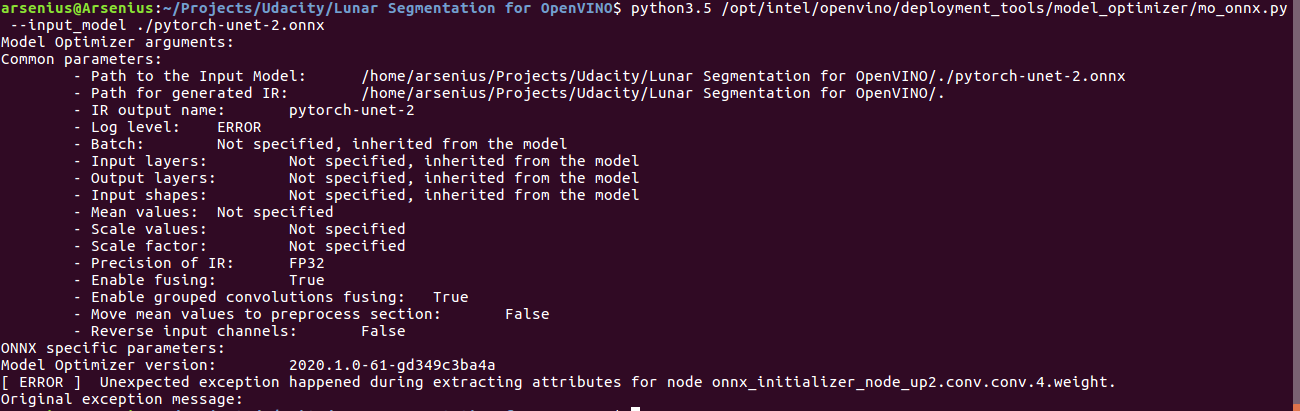 arsenius@Arsenius:~/Projects/Udacity/Lunar Segmentation for OpenVINO$ python3.5 /opt/intel/openvino/deployment_tools/model_optimizer/mo_onnx.py
--input_model ./pytorch-unet-2.onnx
Model Optimizer arguments:
Common parameters:
- Path to the Input Model: /home/arsenius/Projects/Udacity/Lunar Segmentation for OpenVINO/./pytorch-unet-2.onnx
- Path for generated IR: /home/arsenius/Projects/Udacity/Lunar Segmentation for OpenVINO/.
- IR output name: pytorch-unet-2
- Log level: ERROR
- Batch: Not specified, inherited from the model
- Input layers: Not specified, inherited from the model
- Output layers: Not specified, inherited from the model
- Input shapes: Not specified, inherited from the model
- Mean values: Not specified
- Scale values: Not specified
- Scale factor: Not specified
- Precision of IR: FP32
- Enable fusing: True
- Enable grouped convolutions fusing: True
- Move mean values to preprocess section: False
- Reverse input channels: False
ONNX specific parameters:
Model Optimizer version: 2020.1.0-61-gd349c3ba4a
[ ERROR ]  Unexpected exception happened during extracting attributes for node onnx_initializer_node_up2.conv.conv.4.weight.
Original exception message: